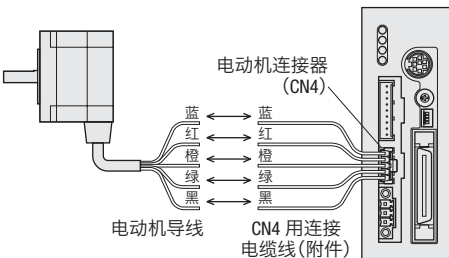 电动机连接器
（CN4）
蓝 蓝
红 红
橙 橙
绿 绿
黑 黑
电动机导线
CN4 用连接
电缆线（附件）